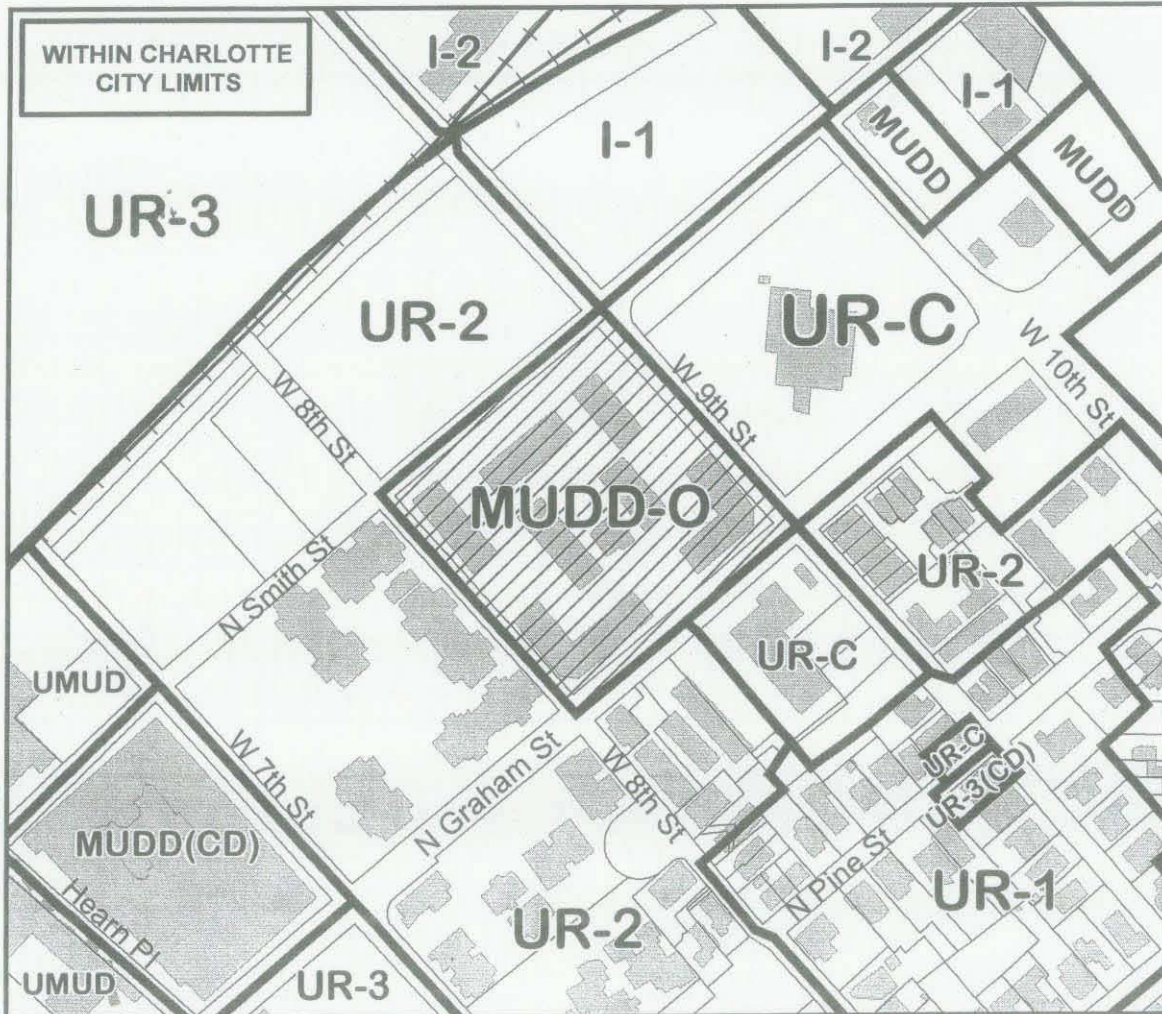 WITHIN CHARLOTTE
CITY LIMITS
I-2
I-2
I-1
I-1
MUDD
MUDD
UR-3
UR-2
UR-C
W 10th St
W 9th St
W 8th St
MUDD-O
UR-2
N Smith St
UR-C
UMUD
W 7th St
N Graham St
W 8th St
UR-C
UR-3(CD)
MUDD(CD)
N Pine St
UR-1
Hearn Pl
UR-2
UMUD
UR-3